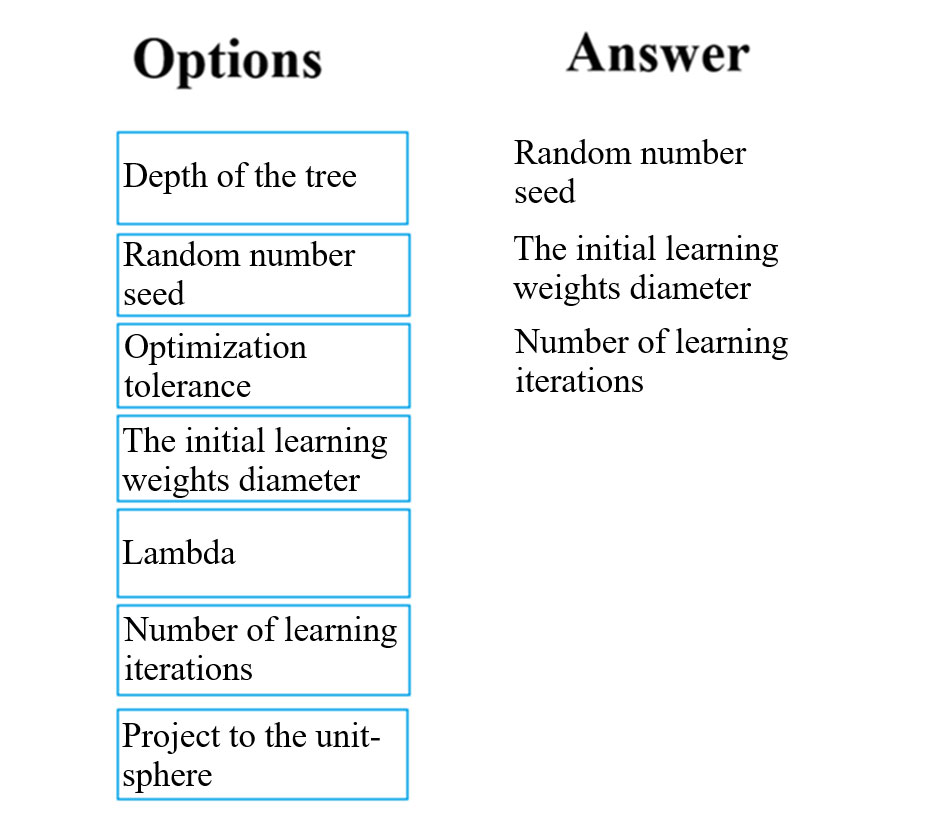 Options
Depth of the tree
Random number
seed
Optimization
tolerance
The initial learning
weights diameter
Lambda
Number of learning
iterations
Project to the unit-
sphere
Answer
Random number
seed
The initial learning
weights diameter
Number of learning
iterations